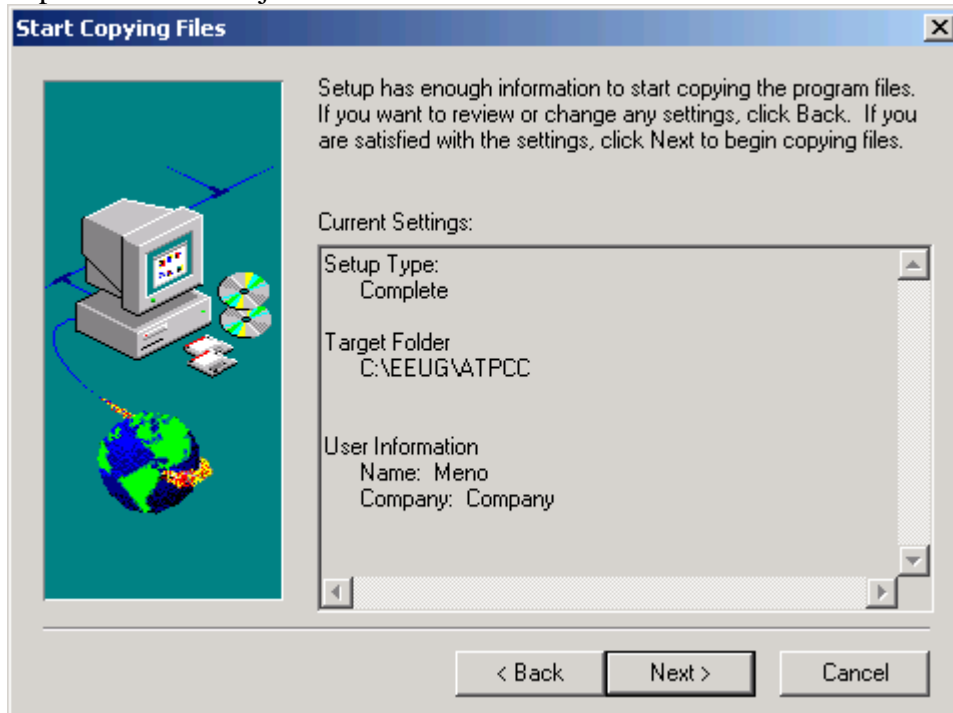 Start Copying Files
Setup has enough information to start copying the program files.
If you want to review or change any settings, click Back. If you
are satisfied with the settings, click Next to begin copying files.
Current Settings:
Setup Type:
Complete
Target Folder
C:\EEUG\ATPCC
User Information
Name: Meno
Company: Company
< Back
Next >
Cancel